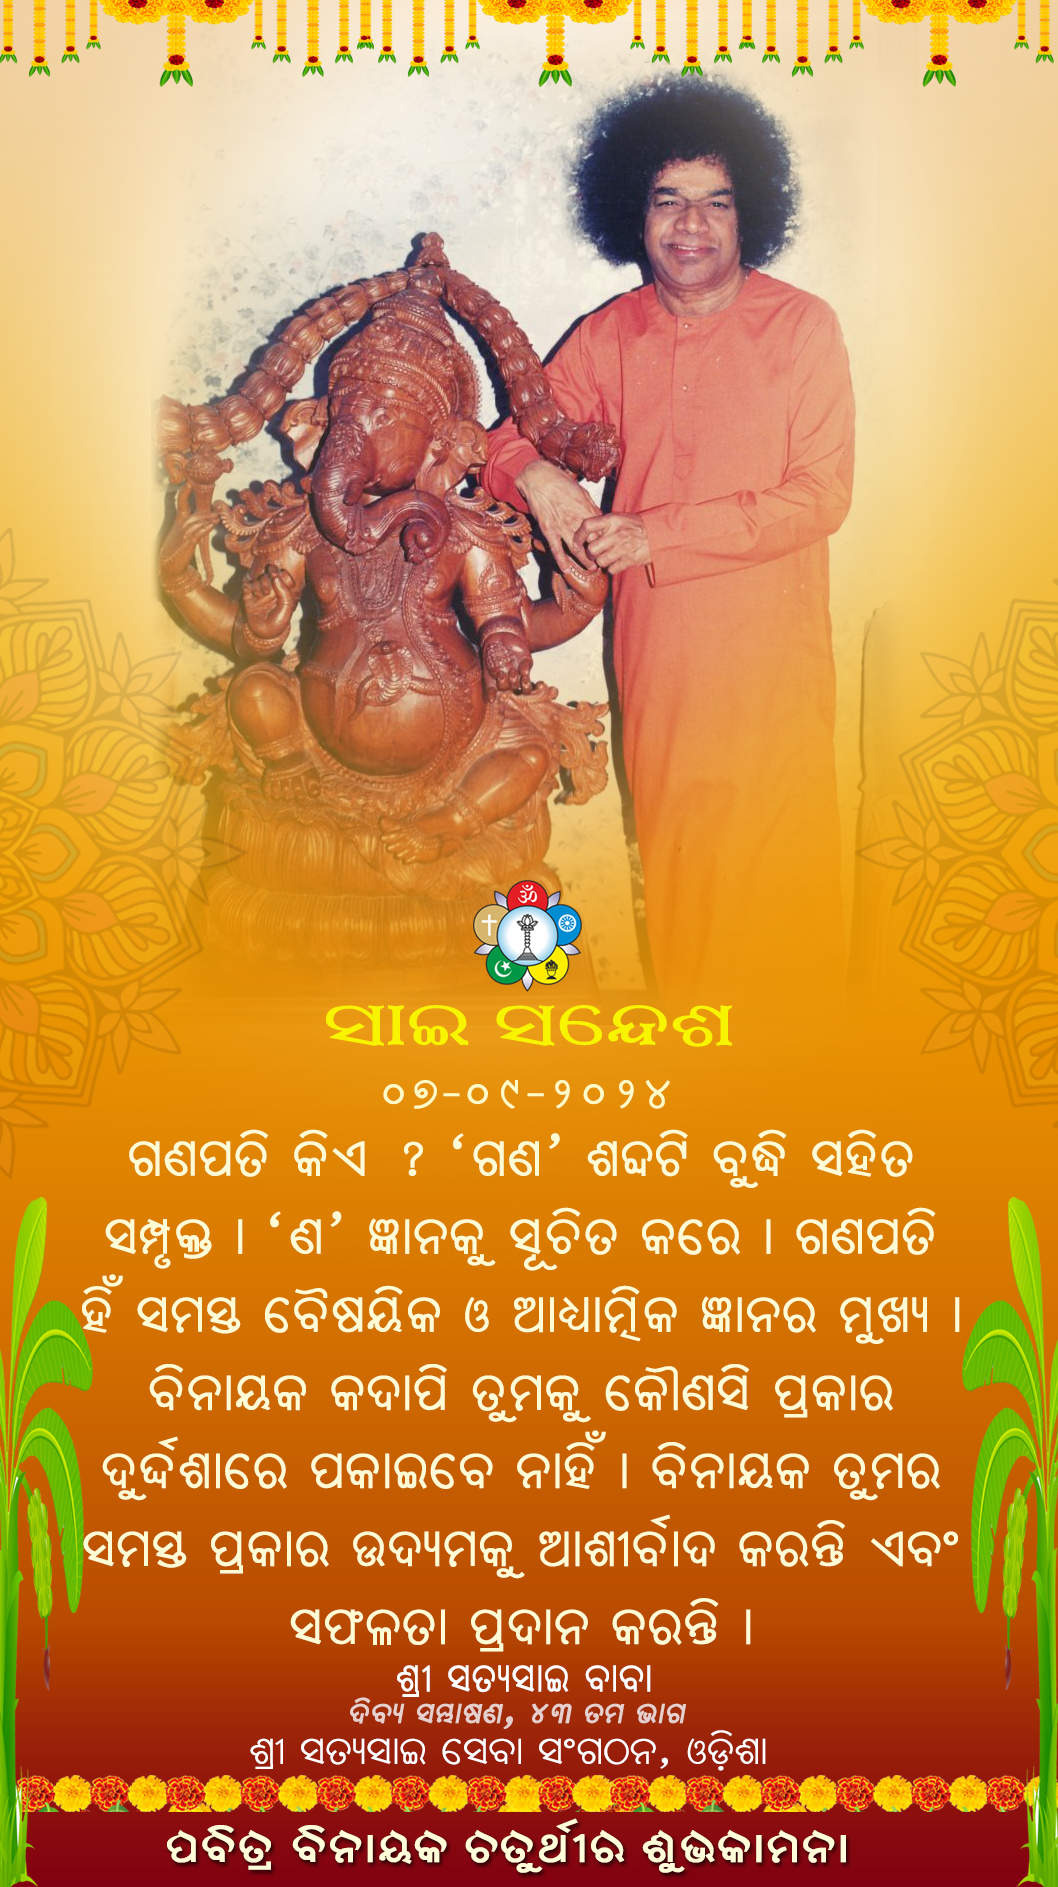 ସାଇ ସନ୍ଦେଶ
୦୭-୦୯-୨୦୨୪
ଗଣପତି କିଏ ? ‘ଗଣ’ ଶବ୍ଦଟି ବୁଦ୍ଧି ସହିତ
ସମ୍ପୃକ୍ତ । ‘ଣ’ ଜ୍ଞାନକୁ ସୂଚିତ କରେ । ଗଣପତି
ହିଁ ସମସ୍ତ ବୈଷୟିକ ଓ ଆଧ୍ୟାତ୍ମିକ ଜ୍ଞାନର ମୁଖ୍ୟ ।
ବିନାୟକ କଦାପି ତୁମକୁ କୌଣସି ପ୍ରକାର
ଦୁର୍ଦ୍ଦଶାରେ ପକାଇବେ ନାହିଁ । ବିନାୟକ ତୁମର
ସମସ୍ତ ପ୍ରକାର ଉଦ୍ୟମକୁ ଆଶୀର୍ବାଦ କରନ୍ତି ଏବଂ
ସଫଳତା ପ୍ରଦାନ କରନ୍ତି ।
ଶ୍ରୀ ସତ୍ୟସାଇ ବାବା
ଦିବ୍ୟ ସମ୍ଭାଷଣ, ୪୩ ତମ ଭାଗ
ଶ୍ରୀ ସତ୍ୟସାଇ ସେବା ସଂଗଠନ, ଓଡ଼ିଶା
ପବିତ୍ର ବିନାୟକ ଚତୁର୍ଥୀର ଶୁଭକାମନା